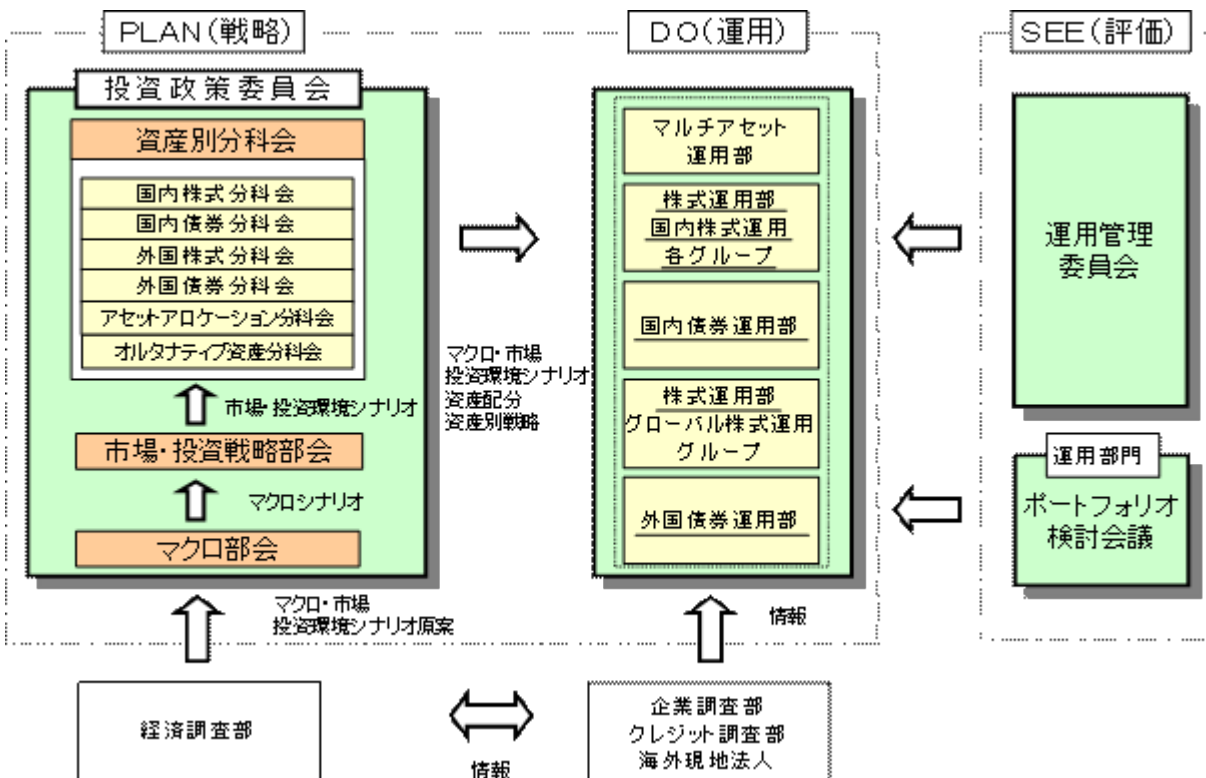 PLAN(戦略)
投資政策委員会
資産別分科会
国内株式分科会
国内債券分科会
外国株式分科会
外国債券分科会
アセットアロケーション分科会
オルタナティブ資産分科会
市場・投資環境シナリオ
市場・投資戦略部会
マクロシナリオ
マクロ部会
マクロ・市場
投資環境シナリオ原案
経済調査部
マクロ・市場
投資環境シナリオ
資産配分
資産別戦略
DO(運用)
マルチアセット
運用部
株式運用部
国内株式運用
各グループ
国内債券運用部
株式運用部
グローバル株式運用
グループ
外国債券運用部
情報
企業調査部
クレジット調査部
海外現地法人
情報
SEE(評価)
運用管理
委員会
運用部門
ポートフォリオ
検討会議